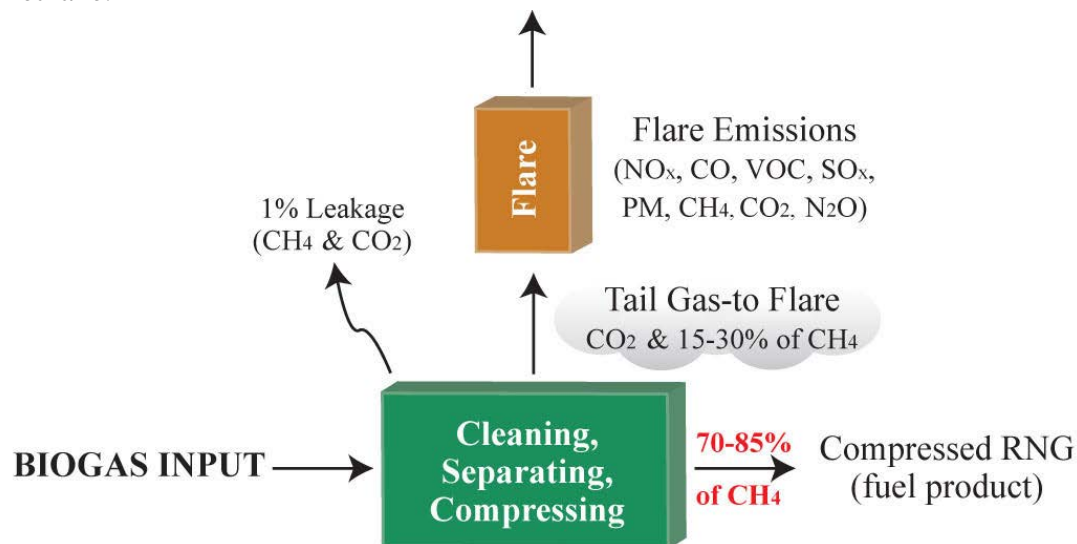 Flare
Flare Emissions
(NOx, CO, VOC, SOx,
PM, CH4, CO2, N2O)
1% Leakage
(CH4 & CO2)
Tail Gas-to Flare
CO2 & 15-30% of CH4
BIOGAS INPUT
Cleaning,
Separating,
Compressing
70-85%
of CH4
Compressed RNG
(fuel product)